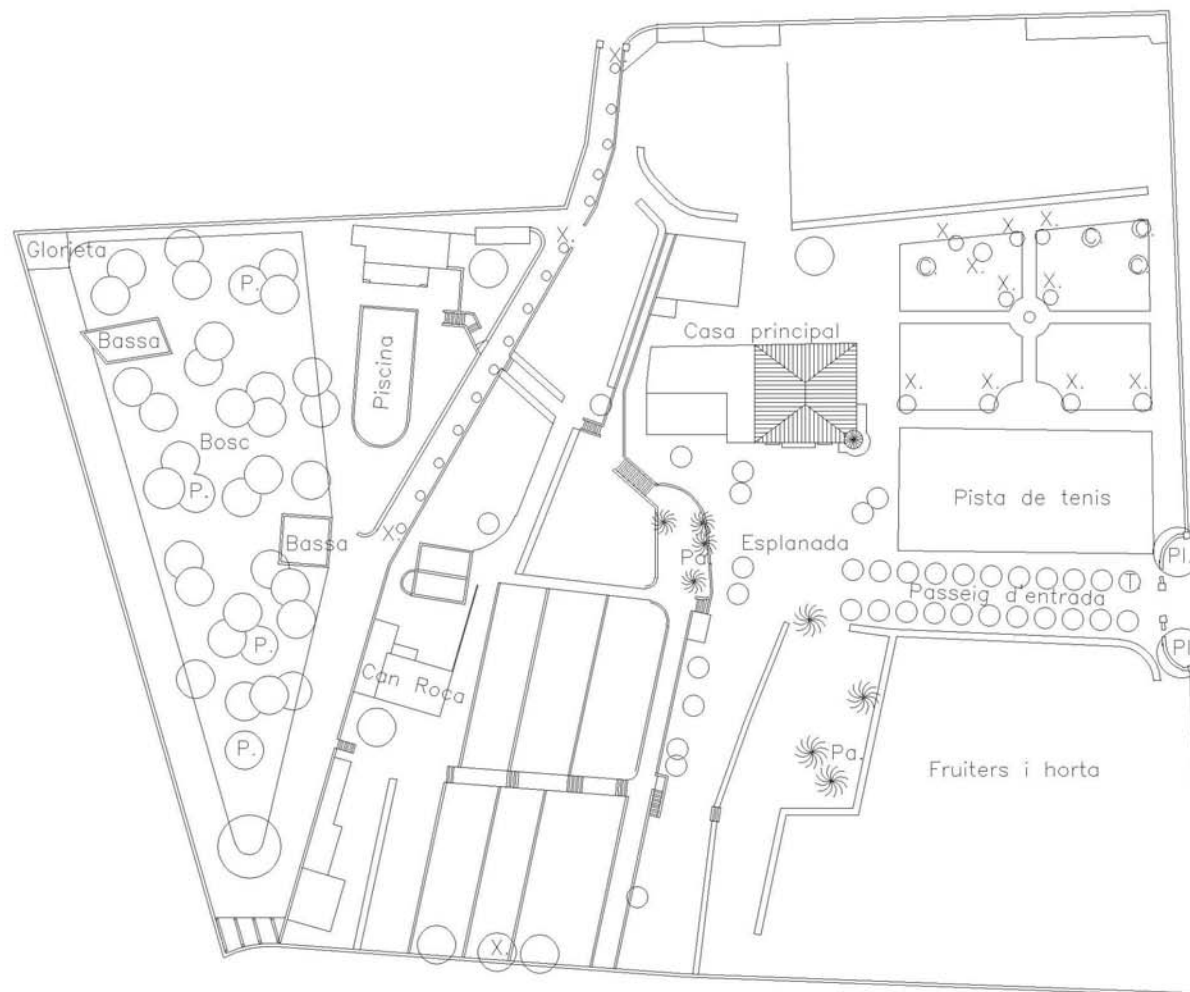 X.
Glorieta
X.
X.
X.
X.
C.
C.
P.
C.
X.
C.
X.
X.
Bassa
Piscina
Casa principal
X.
X.
X.
X.
Bosc
P.
Pista de tenis
X.
Bassa
Pa.
Esplanada
Pl.
T
Passeig d'entrada
P.
Pl
Can Roca
P.
Pa.
Fruiters i horta
X.